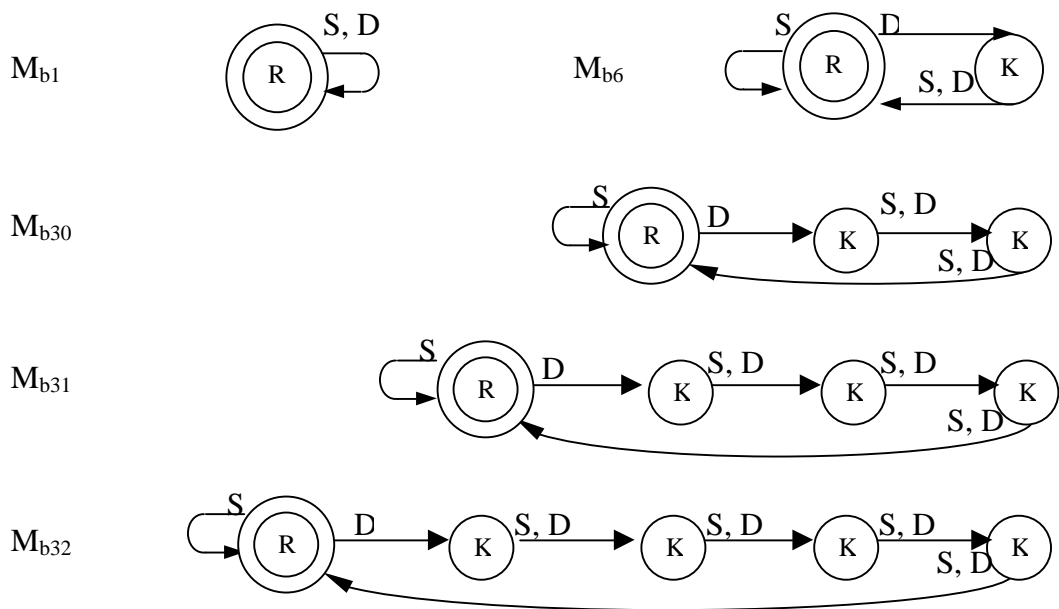 S, D
M_b1 R
S D
M_b6 R K
S, D
S D S, D
M_b30 R K K
S, D
S D S, D S, D
M_b31 R K K K
S, D
S D S, D S, D S, D
M_b32 R K K K K
S, D